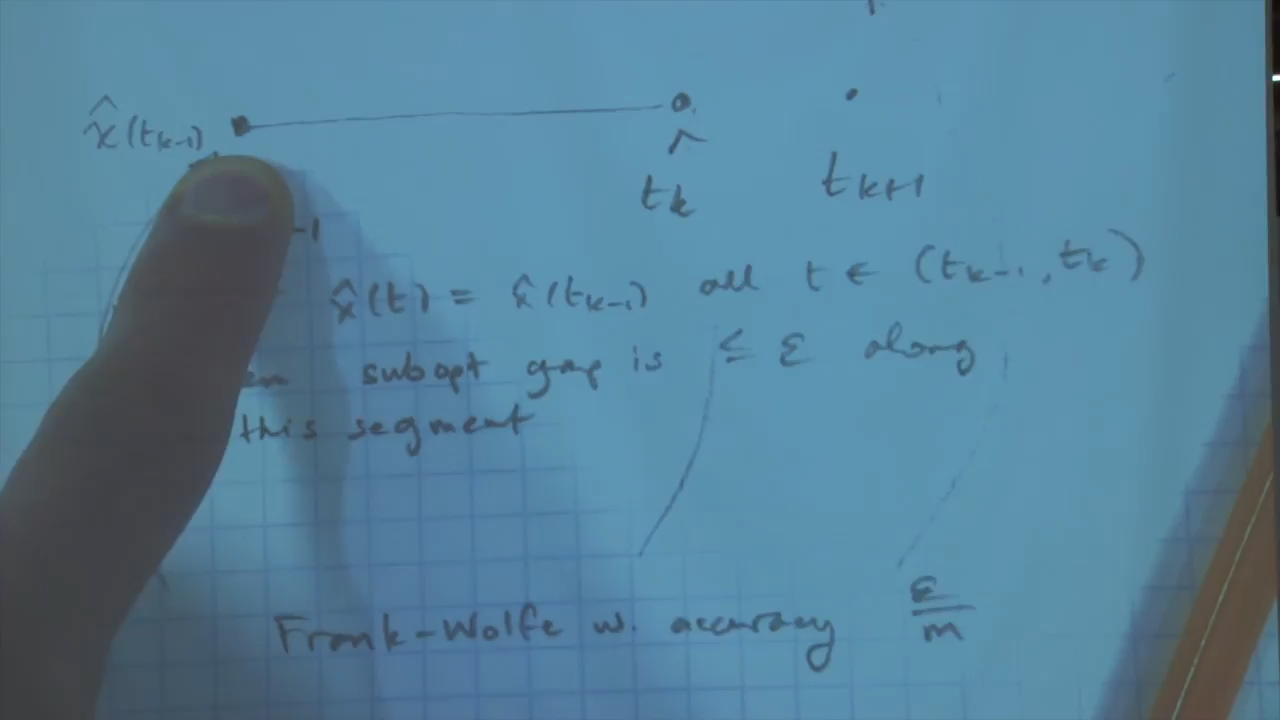 x̂(tₖ₋₁)
t̂ₖ
tₖ₊₁
-1
x̂(t) = x̂(tₖ₋₁) all t ∈ (tₖ₋₁, tₖ)
subopt gap is ≤ ε along
this segment
Frank-Wolfe w. accuracy ε/m